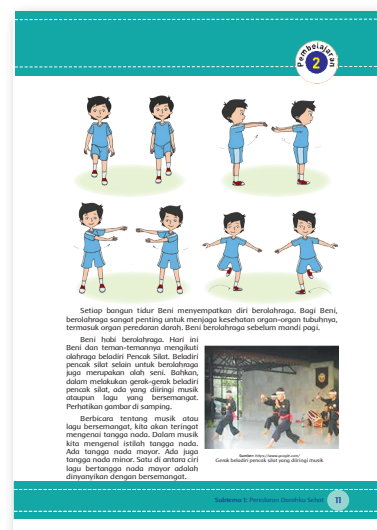 Pembelajaran
2
Setiap bangun tidur Beni menyempatkan diri berolahraga. Bagi Beni,
berolahraga sangat penting untuk menjaga kesehatan organ-organ tubuhnya,
termasuk organ peredaran darah. Beni berolahraga sebelum mandi pagi.
Beni hobi berolahraga. Hari ini
Beni dan teman-temannya mengikuti
olahraga beladiri Pencak Silat. Beladiri
pencak silat selain untuk berolahraga
juga merupakan olah seni. Bahkan,
dalam melakukan gerak-gerak beladiri
pencak silat, ada yang diiringi musik
ataupun lagu yang bersemangat.
Perhatikan gambar di samping.
Berbicara tentang musik atau
lagu bersemangat, kita akan teringat
mengenai tangga nada. Dalam musik
kita mengenal istilah tangga nada.
Ada tangga nada mayor. Ada juga
tangga nada minor. Satu di antara ciri
lagu bertangga nada mayor adalah
dinyanyikan dengan bersemangat.
Sumber: https://www.google.com/
Gerak beladiri pencak silat yang diiringi musik
Subtema 1: Peredaran Darahku Sehat
11